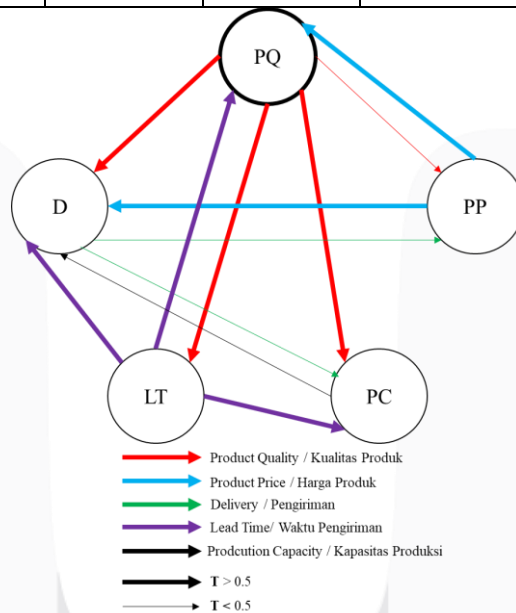 PQ
D
PP
LT
PC
Product Quality / Kualitas Produk
Product Price / Harga Produk
Delivery / Pengiriman
Lead Time/ Waktu Pengiriman
Prodcution Capacity / Kapasitas Produksi
T > 0.5
T < 0.5